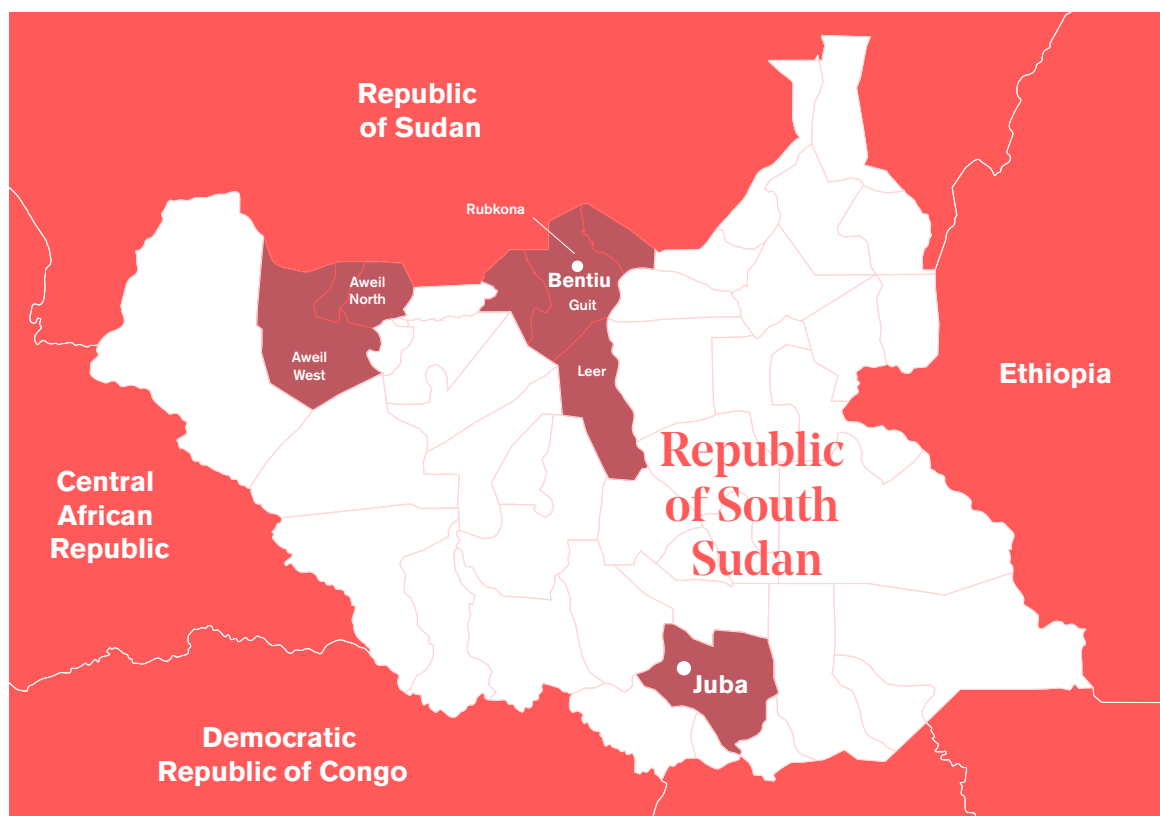 Republic
of Sudan
Rubkona
Aweil
North
Bentiu
Guit
Aweil
West
Leer
Ethiopia
Republic
of South
Sudan
Central
African
Republic
Juba
Democratic
Republic of Congo